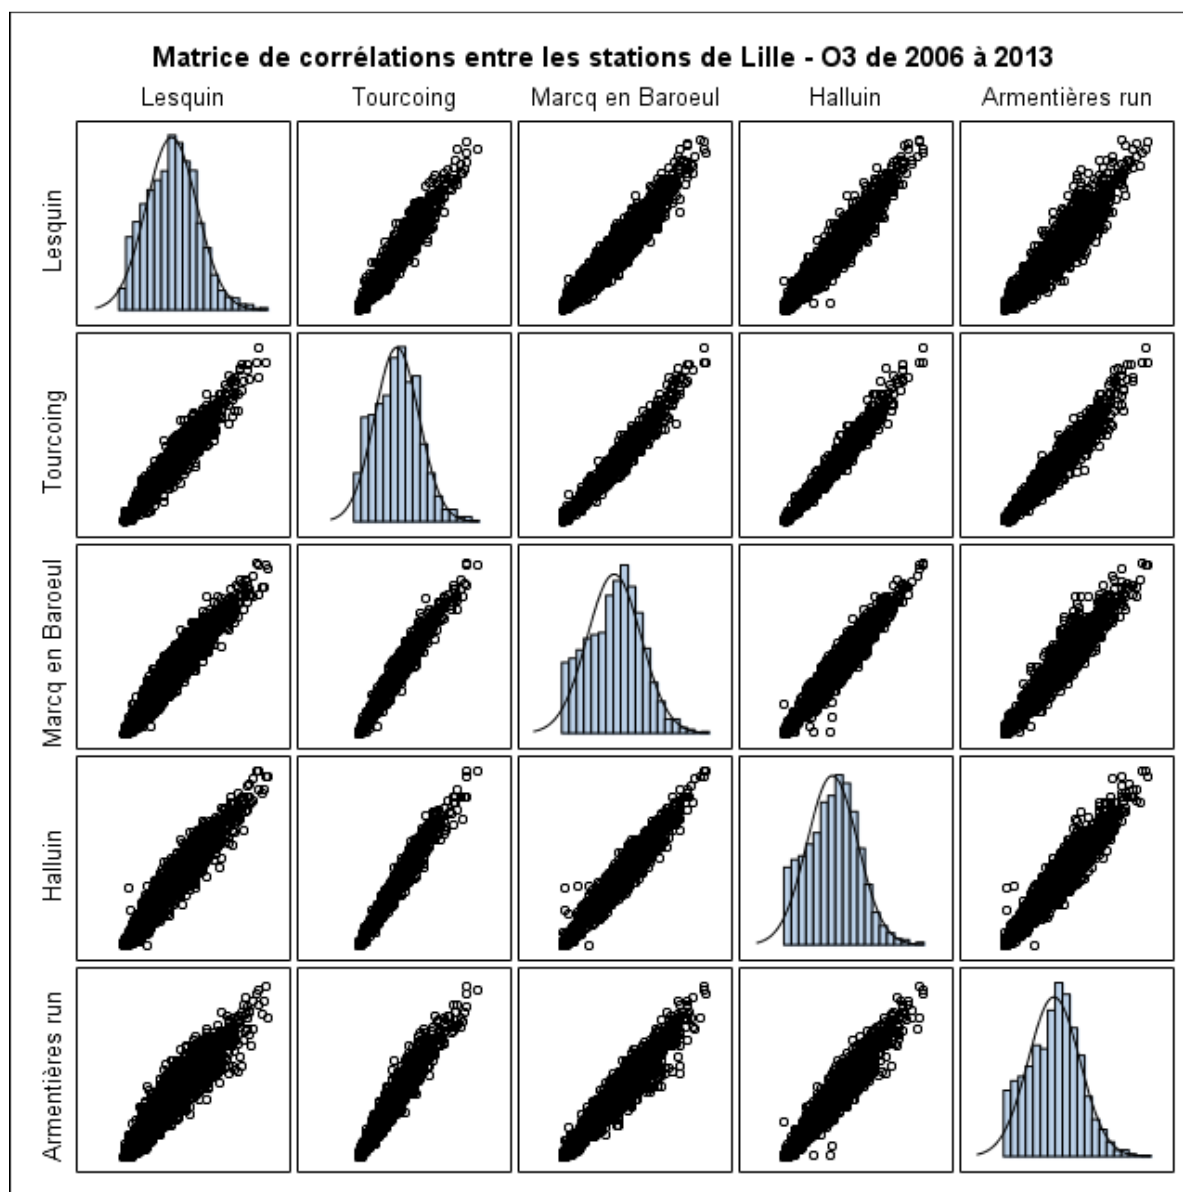 Matrice de corrélations entre les stations de Lille - O3 de 2006 à 2013
Lesquin
Tourcoing
Marcq en Baroeul
Halluin
Armentières run
Lesquin
Tourcoing
Marcq en Baroeul
Halluin
Armentières run